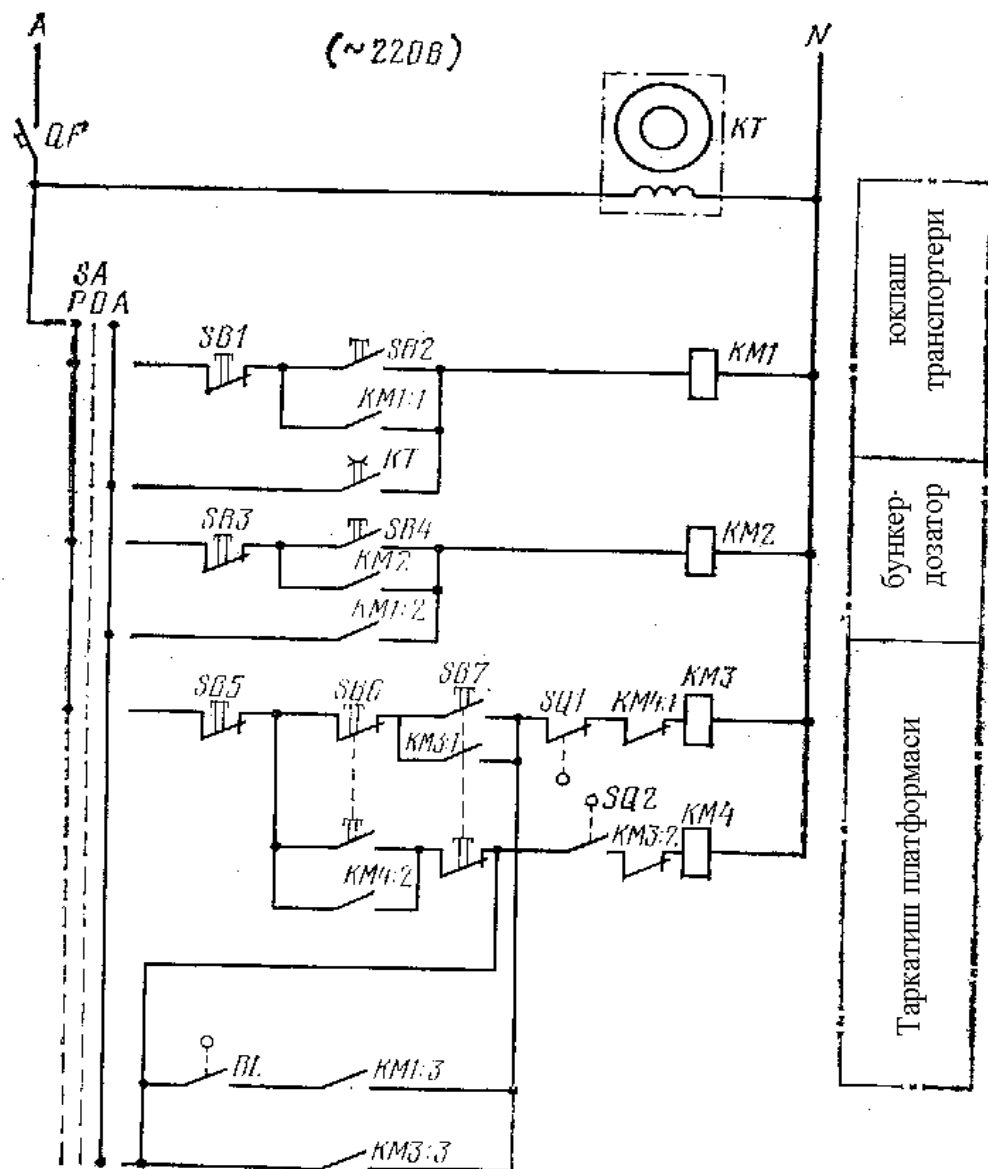 A
(~220В)
N
QF
KT
SA
P O A
SB1
SB2
KM1
KM1:1
KT
SB3
SB4
KM2
KM2
KM1:2
SB5
SB6
SB7
SQ1
KM4:1
KM3
KM3:1
SQ2
KM4
KM3:2
KM4:2
BL
KM1:3
KM3:3
юклаш
транспортери
бункер-
дозатор
Таркатиш платформаси